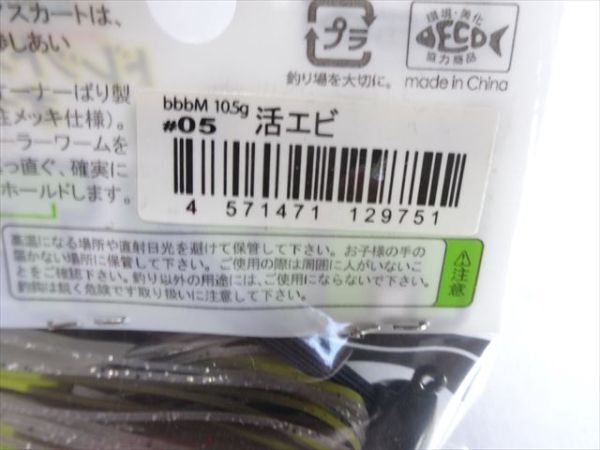 スカートは、
しあい
オーナーばり製
メッキ仕様)。
ーラーワームを
っ直ぐ、確実に
ホールドします。
プラ
釣り場を大切に。
環境・美化
ECO
協力商品
made in China
bbbM 10.5g
#05 活エビ
4 571471 129751
高温になる場所や直射日光を避けて保管して下さい。お子様の手の
届かない場所に保管して下さい。ご使用の際は周囲に人がいないこ
とをご確認下さい。釣り以外の用途には、ご使用にならないで下さい。
釣鈎は鋭く危険です取り扱いに注意して下さい。
⚠注意